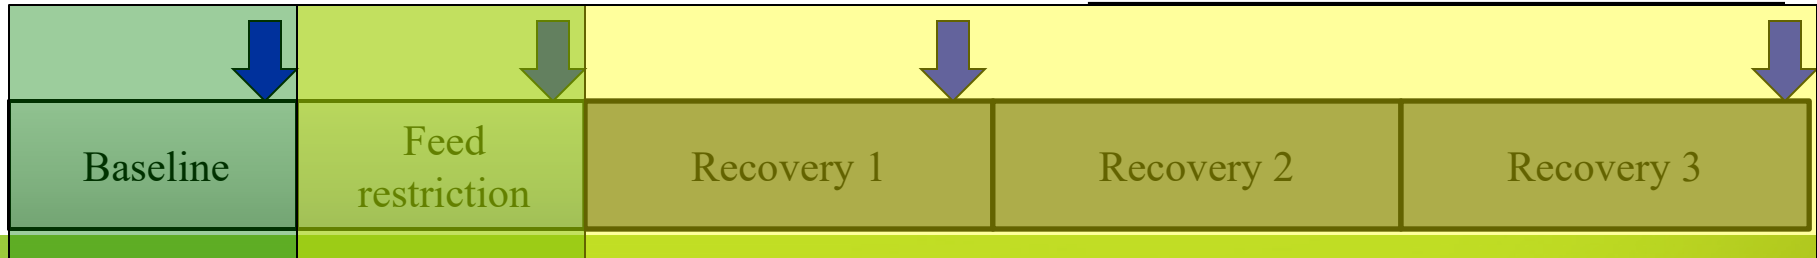 Baseline
Feed
restriction
Recovery 1
Recovery 2
Recovery 3